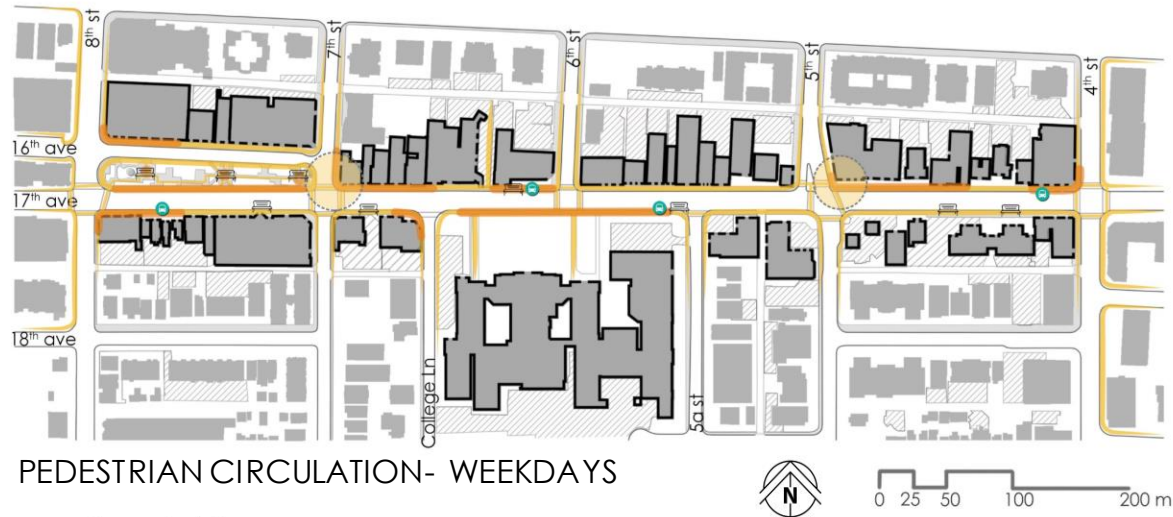 8th st
7th st
6th st
5th st
4th st
16th ave
17th ave
18th ave
College Ln
5a st
PEDESTRIAN CIRCULATION- WEEKDAYS
N
0 25 50 100 200 m